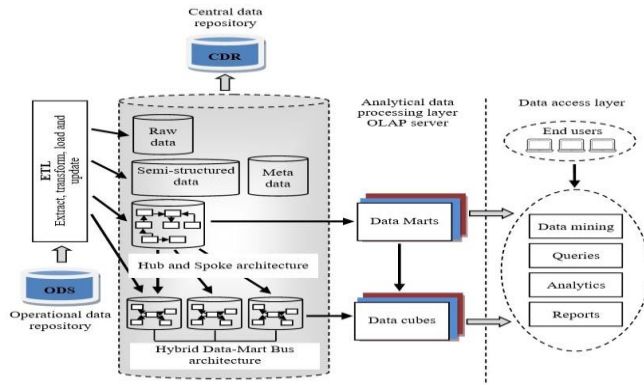 Central data
repository
CDR
ETL
Extract, transform, load and
update
ODS
Operational data
repository
Raw
data
Semi-structured
data
Meta
data
Hub and Spoke architecture
Hybrid Data-Mart Bus
architecture
Analytical data
processing layer
OLAP server
Data Marts
Data cubes
Data access layer
End users
Data mining
Queries
Analytics
Reports